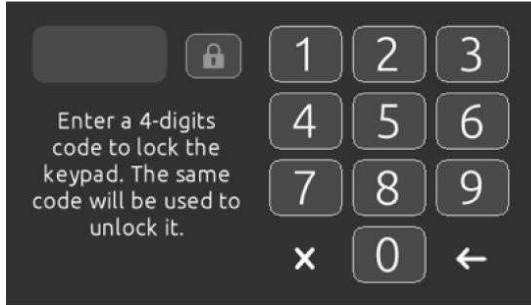 1 2 3
Enter a 4-digits
code to lock the
keypad. The same
code will be used to
unlock it.
4 5 6
7 8 9
x 0 ←